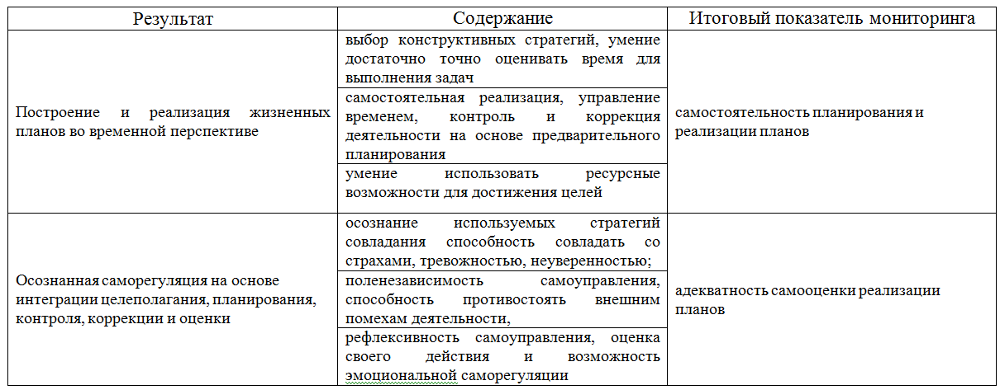 Результат
Содержание
Итоговый показатель мониторинга
Построение и реализация жизненных
планов во временной перспективе
выбор конструктивных стратегий, умение
достаточно точно оценивать время для
выполнения задач
самостоятельная реализация, управление
временем, контроль и коррекция
деятельности на основе предварительного
планирования
умение использовать ресурсные
возможности для достижения целей
самостоятельность планирования и
реализации планов
Осознанная саморегуляция на основе
интеграции целеполагания, планирования,
контроля, коррекции и оценки
осознание используемых стратегий
совладания способность совладать со
страхами, тревожностью, неуверенностью;
поленезависимость самоуправления,
способность противостоять внешним
помехам деятельности,
рефлексивность самоуправления, оценка
своего действия и возможность
эмоциональной саморегуляции
адекватность самооценки реализации
планов